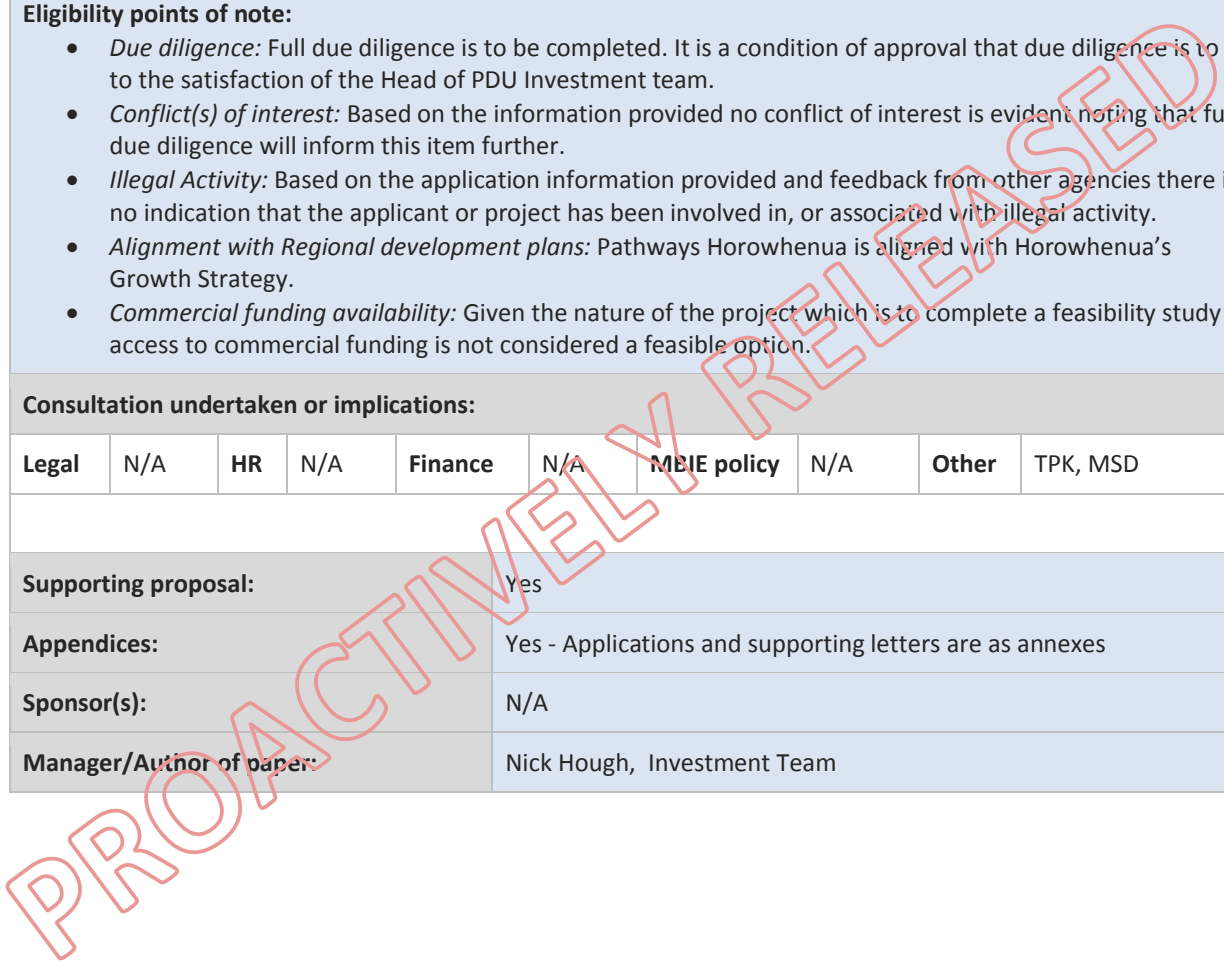 Eligibility points of note:
• Due diligence: Full due diligence is to be completed. It is a condition of approval that due diligence is to
to the satisfaction of the Head of PDU Investment team.
• Conflict(s) of interest: Based on the information provided no conflict of interest is evident noting that fu
due diligence will inform this item further.
• Illegal Activity: Based on the application information provided and feedback from other agencies there i
no indication that the applicant or project has been involved in, or associated with illegal activity.
• Alignment with Regional development plans: Pathways Horowhenua is aligned with Horowhenua's
Growth Strategy.
• Commercial funding availability: Given the nature of the project which is to complete a feasibility study
access to commercial funding is not considered a feasible option.
Consultation undertaken or implications:
Legal N/A HR N/A Finance N/A MBIE policy N/A Other TPK, MSD
Supporting proposal: Yes
Appendices: Yes - Applications and supporting letters are as annexes
Sponsor(s): N/A
Manager/Author of paper: Nick Hough, Investment Team
PROACTIVELY RELEASED